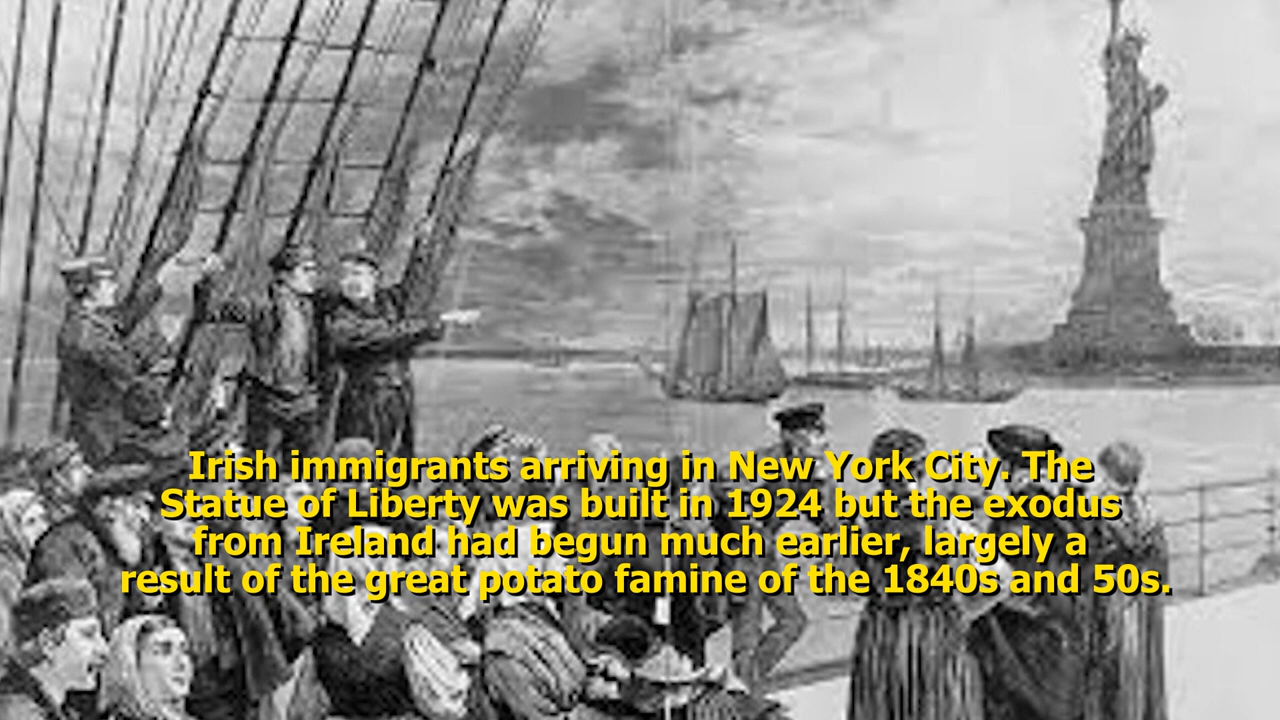 Irish immigrants arriving in New York City. The
Statue of Liberty was built in 1924 but the exodus
from Ireland had begun much earlier, largely a
result of the great potato famine of the 1840s and 50s.